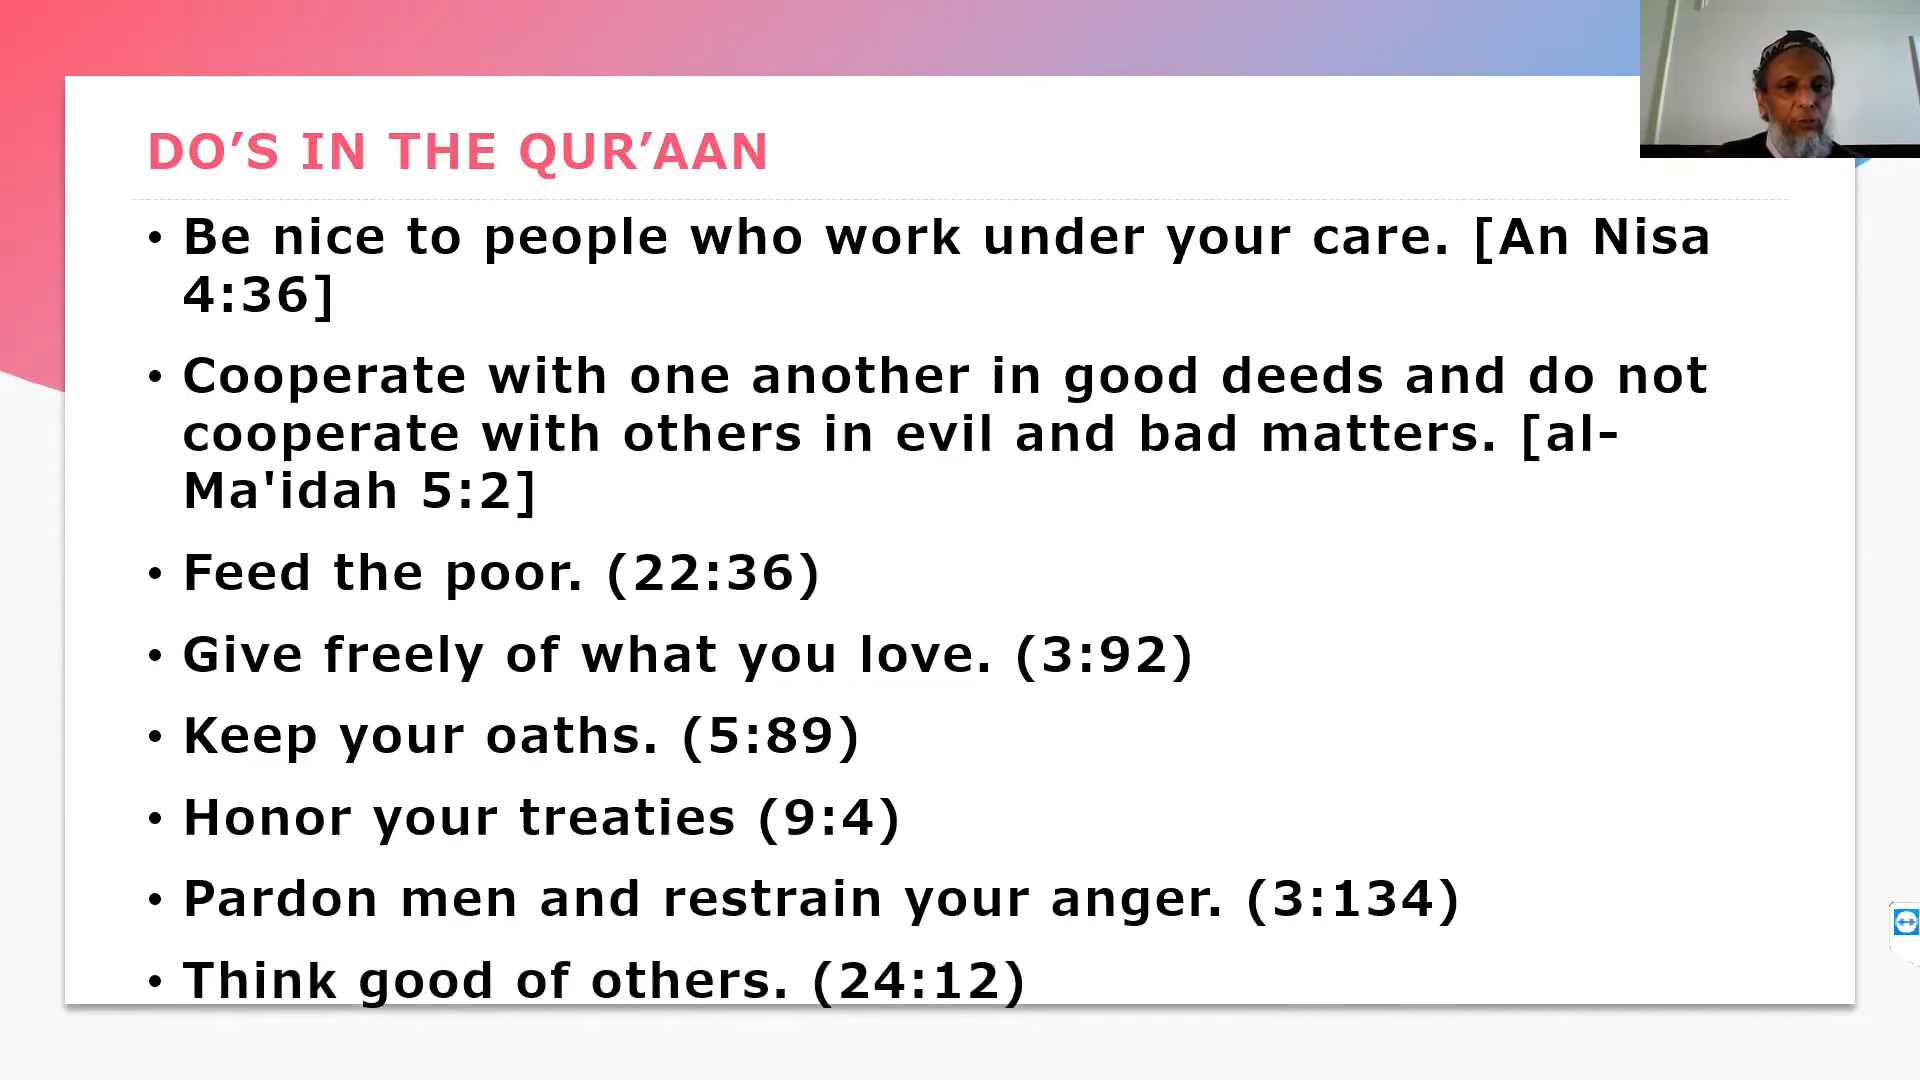 DO’S IN THE QUR’AAN
• Be nice to people who work under your care. [An Nisa
4:36]
• Cooperate with one another in good deeds and do not
cooperate with others in evil and bad matters. [al-
Ma'idah 5:2]
• Feed the poor. (22:36)
• Give freely of what you love. (3:92)
• Keep your oaths. (5:89)
• Honor your treaties (9:4)
• Pardon men and restrain your anger. (3:134)
• Think good of others. (24:12)